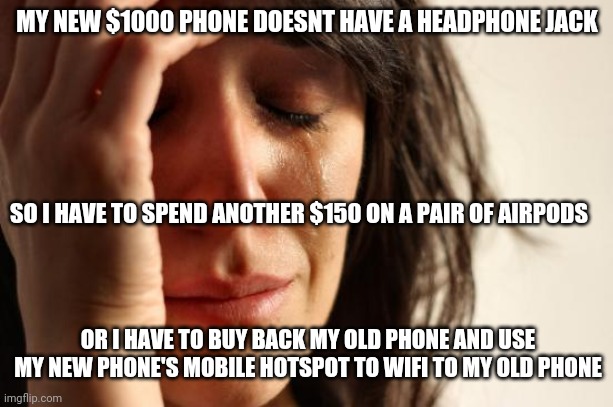 MY NEW $1000 PHONE DOESNT HAVE A HEADPHONE JACK
SO I HAVE TO SPEND ANOTHER $150 ON A PAIR OF AIRPODS
OR I HAVE TO BUY BACK MY OLD PHONE AND USE
MY NEW PHONE'S MOBILE HOTSPOT TO WIFI TO MY OLD PHONE
imgflip.com